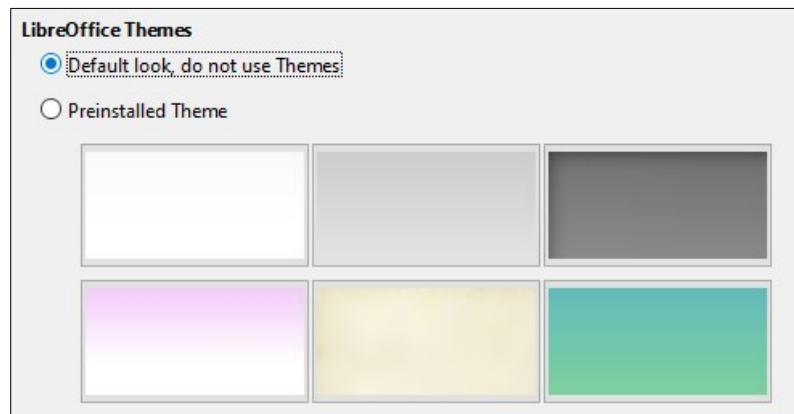 LibreOffice Themes
Default look, do not use Themes
Preinstalled Theme